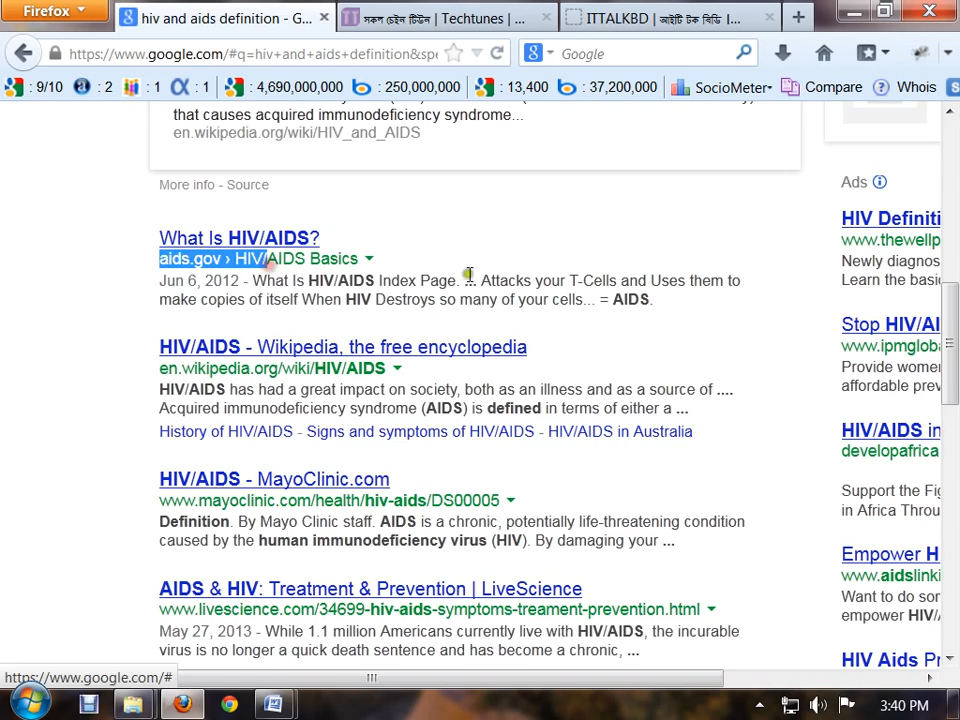 Firefox
hiv and aids definition - G...
সকল চেইন টিউন | Techtunes | ...
ITTALKBD | আইটি টক বিডি | ...
https://www.google.com/#q=hiv+and+aids+definition&spe
Google
: 9/10 : 2 : 1 : 1 : 4,690,000,000 : 250,000,000 : 13,400 : 37,200,000 SocioMeter Compare Whois
that causes acquired immunodeficiency syndrome...
en.wikipedia.org/wiki/HIV_and_AIDS
More info - Source
What Is HIV/AIDS?
aids.gov › HIV/AIDS Basics
Jun 6, 2012 - What Is HIV/AIDS Index Page. ... Attacks your T-Cells and Uses them to
make copies of itself When HIV Destroys so many of your cells... = AIDS.
HIV/AIDS - Wikipedia, the free encyclopedia
en.wikipedia.org/wiki/HIV/AIDS
HIV/AIDS has had a great impact on society, both as an illness and as a source of ....
Acquired immunodeficiency syndrome (AIDS) is defined in terms of either a ...
History of HIV/AIDS - Signs and symptoms of HIV/AIDS - HIV/AIDS in Australia
HIV/AIDS - MayoClinic.com
www.mayoclinic.com/health/hiv-aids/DS00005
Definition. By Mayo Clinic staff. AIDS is a chronic, potentially life-threatening condition
caused by the human immunodeficiency virus (HIV). By damaging your ...
AIDS & HIV: Treatment & Prevention | LiveScience
www.livescience.com/34699-hiv-aids-symptoms-treament-prevention.html
May 27, 2013 - While 1.1 million Americans currently live with HIV/AIDS, the incurable
virus is no longer a quick death sentence and has become a chronic, ...
Ads
HIV Definiti
www.thewellp
Newly diagnos
Learn the basi
Stop HIV/AI
www.ipmgloba
Provide wome
affordable prev
HIV/AIDS in
developafrica
Support the Fig
in Africa Throu
Empower H
www.aidslinki
Want to do sor
empower HIV/
HIV Aids Pr
https://www.google.com/#
3:40 PM